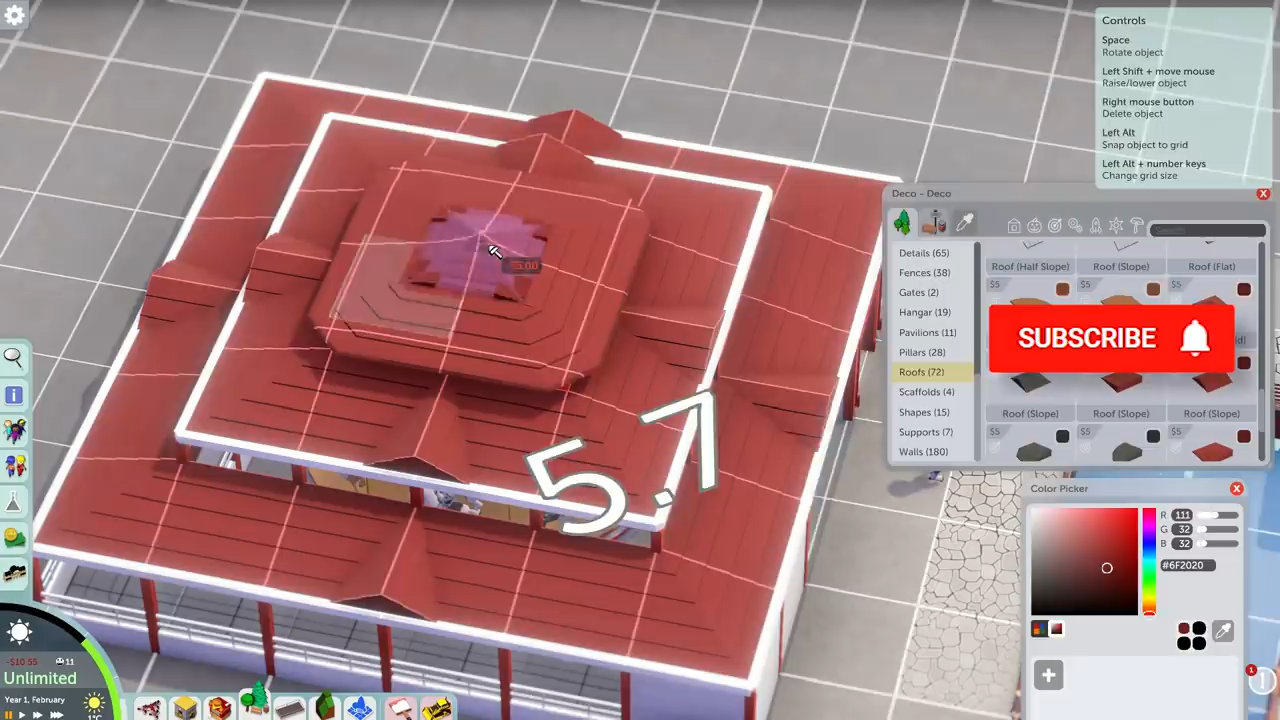 Controls
Space
Rotate object
Left Shift + move mouse
Raise/lower object
Right mouse button
Delete object
Left Alt
Snap object to grid
Left Alt + number keys
Change grid size
Deco - Deco
Details (65)
Fences (38)
Gates (2)
Hangar (19)
Pavilions (11)
Pillars (28)
Roofs (72)
Scaffolds (4)
Shapes (15)
Supports (7)
Walls (180)
Roof (Half Slope) Roof (Slope) Roof (Flat)
$5 $5 $5
SUBSCRIBE
Roof (Slope) Roof (Slope) Roof (Slope)
$5 $5 $5
5.7
Color Picker
R 111
G 32
B 32
#6F2020
-$10 55 11
Unlimited
Year 1, February
1